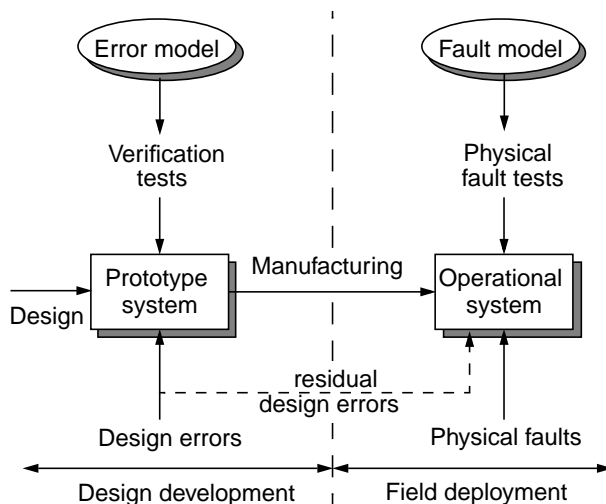 Error model
Fault model
Verification
tests
Physical
fault tests
Prototype
system
Manufacturing
Operational
system
Design
residual
design errors
Design errors
Physical faults
Design development
Field deployment